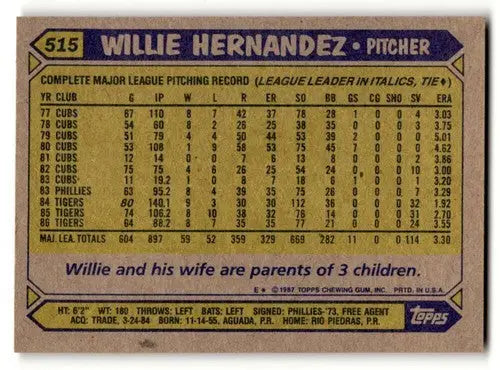 515 WILLIE HERNANDEZ • PITCHER
COMPLETE MAJOR LEAGUE PITCHING RECORD (LEAGUE LEADER IN ITALICS, TIE♦)
YR CLUB G IP W L R ER SO BB GS CG SHO SV ERA
77 CUBS 67 110 8 7 42 37 78 28 1 0 0 4 3.03
78 CUBS 54 60 8 2 26 25 38 35 0 0 0 3 3.75
79 CUBS 51 79 4 4 50 44 53 39 2 0 0 0 5.01
80 CUBS 53 108 1 9 58 53 75 45 7 0 0 0 4.42
81 CUBS 12 14 0 0 7 6 13 8 0 0 0 2 3.86
82 CUBS 75 75 4 6 26 25 54 24 0 0 0 10 3.00
83 CUBS 11 19.2 1 0 8 7 18 6 1 0 0 1 3.20
83 PHILLIES 63 95.2 8 4 39 35 75 26 0 0 0 7 3.29
84 TIGERS 80 140.1 9 3 30 30 112 36 0 0 0 32 1.92
85 TIGERS 74 106.2 8 10 38 32 76 14 0 0 0 31 2.70
86 TIGERS 64 88.2 8 7 35 35 77 21 0 0 0 24 3.55
MAJ. LEA. TOTALS 604 897 59 52 359 329 669 282 11 0 0 114 3.30
Willie and his wife are parents of 3 children.
E* © 1987 TOPPS CHEWING GUM, INC. PRTD. IN U.S.A.
HT: 6'2" WT: 180 THROWS: LEFT BATS: LEFT SIGNED: PHILLIES-'73, FREE AGENT
ACQ: TRADE, 3-24-84 BORN: 11-14-55, AGUADA, P.R. HOME: RIO PIEDRAS, P.R.
Topps